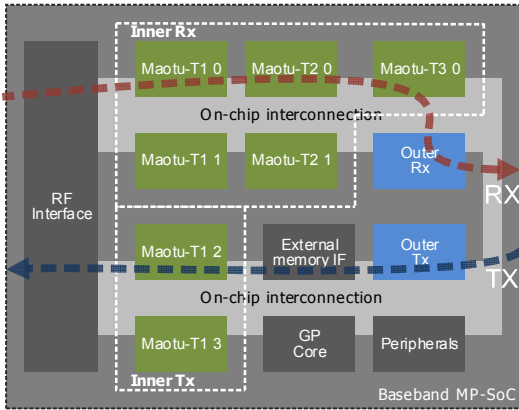 Inner Rx
Maotu-T1 0
Maotu-T2 0
Maotu-T3 0
On-chip interconnection
Maotu-T1 1
Maotu-T2 1
Outer
Rx
RX
RF
Interface
Maotu-T1 2
External
memory IF
Outer
Tx
TX
On-chip interconnection
Maotu-T1 3
GP
Core
Peripherals
Inner Tx
Baseband MP-SoC